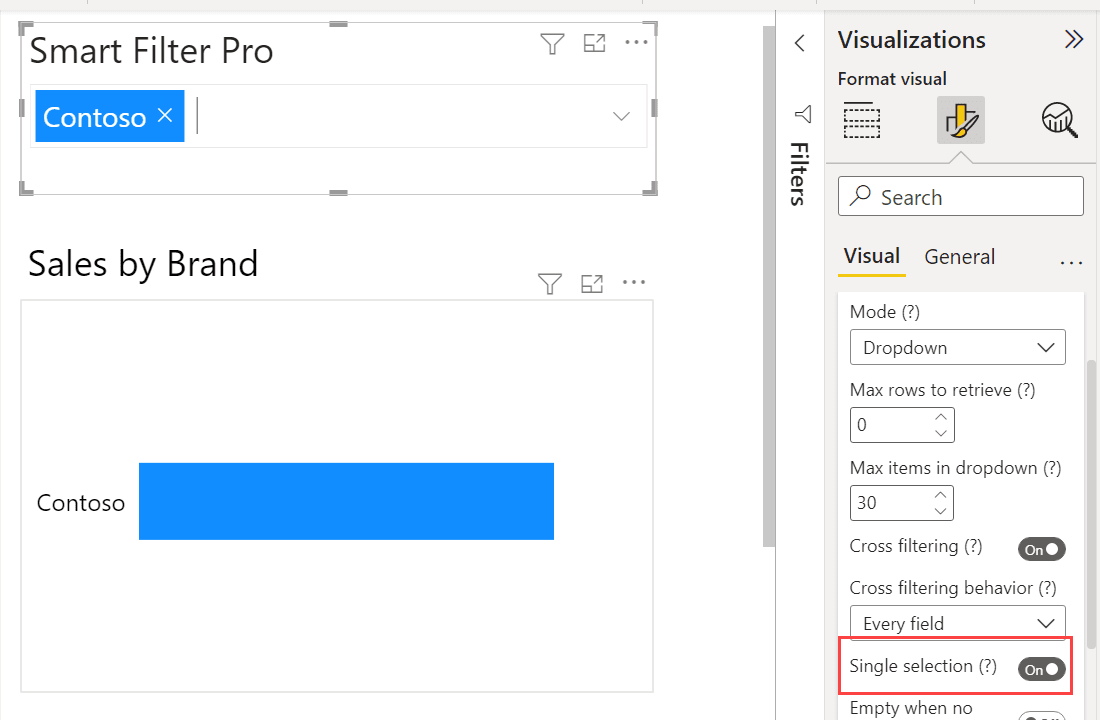 Smart Filter Pro
Contoso
Sales by Brand
Contoso
Filters
Visualizations
Format visual
Search
Visual General
Mode (?)
Dropdown
Max rows to retrieve (?)
0
Max items in dropdown (?)
30
Cross filtering (?) On
Cross filtering behavior (?)
Every field
Single selection (?) On
Empty when no